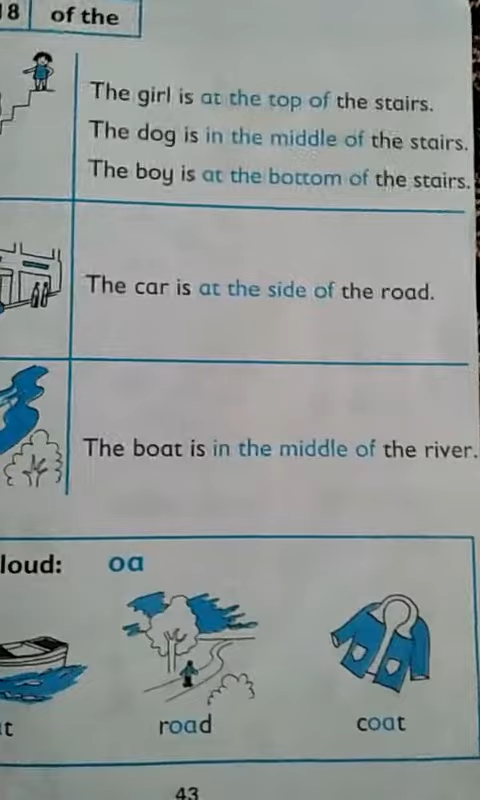 18 of the
The girl is at the top of the stairs.
The dog is in the middle of the stairs.
The boy is at the bottom of the stairs.
The car is at the side of the road.
The boat is in the middle of the river.
loud: oa
t road coat
43